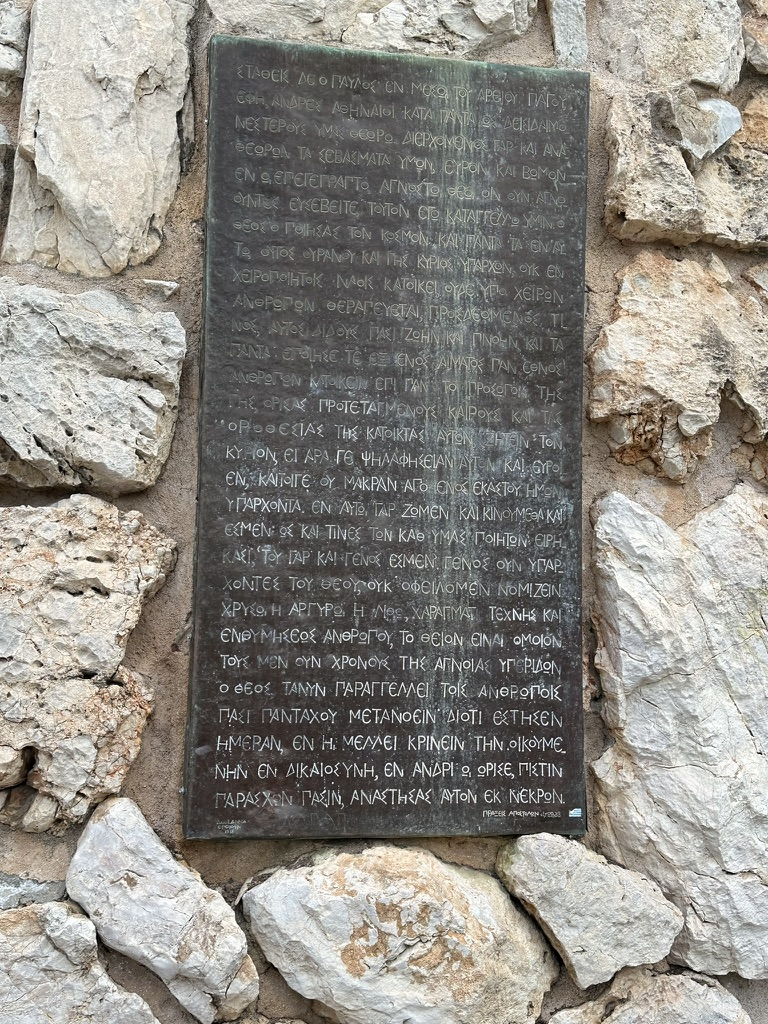 ΣΤΑΘΕΙΣ ΔΕ Ο ΠΑΥΛΟΣ ΕΝ ΜΕΣΩ ΤΟΥ ΑΡΕΙΟΥ ΠΑΓΟΥ
ΕΦΗ, ΑΝΔΡΕΣ ΑΘΗΝΑΙΟΙ ΚΑΤΑ ΠΑΝΤΑ ΩΣ ΔΕΙΣΙΔΑΙΜΟ
ΝΕΣΤΕΡΟΥΣ ΥΜΑΣ ΘΕΩΡΩ. ΔΙΕΡΧΟΜΕΝΟΣ ΓΑΡ ΚΑΙ ΑΝΑ
ΘΕΩΡΩΝ ΤΑ ΣΕΒΑΣΜΑΤΑ ΥΜΩΝ, ΕΥΡΟΝ ΚΑΙ ΒΩΜΟΝ
ΕΝ Ω ΕΠΕΓΕΓΡΑΠΤΟ, ΑΓΝΩΣΤΩ ΘΕΩ. ΟΝ ΟΥΝ ΑΓΝΟ
ΟΥΝΤΕΣ ΕΥΣΕΒΕΙΤΕ, ΤΟΥΤΟΝ ΕΓΩ ΚΑΤΑΓΓΕΛΛΩ ΥΜΙΝ. Ο
ΘΕΟΣ Ο ΠΟΙΗΣΑΣ ΤΟΝ ΚΟΣΜΟΝ ΚΑΙ ΠΑΝΤΑ ΤΑ ΕΝ ΑΥ
ΤΩ, ΟΥΤΟΣ ΟΥΡΑΝΟΥ ΚΑΙ ΓΗΣ ΚΥΡΙΟΣ ΥΠΑΡΧΩΝ, ΟΥΚ ΕΝ
ΧΕΙΡΟΠΟΙΗΤΟΙΣ ΝΑΟΙΣ ΚΑΤΟΙΚΕΙ ΟΥΔΕ ΥΠΟ ΧΕΙΡΩΝ
ΑΝΘΡΩΠΩΝ ΘΕΡΑΠΕΥΕΤΑΙ, ΠΡΟΣΔΕΟΜΕΝΟΣ ΤΙ
ΝΟΣ, ΑΥΤΟΣ ΔΙΔΟΥΣ ΠΑΣΙ ΖΩΗΝ ΚΑΙ ΠΝΟΗΝ ΚΑΙ ΤΑ
ΠΑΝΤΑ ΕΠΟΙΗΣΕ ΤΕ ΕΞ ΕΝΟΣ ΑΙΜΑΤΟΣ ΠΑΝ ΕΘΝΟΣ
ΑΝΘΡΩΠΩΝ ΚΑΤΟΙΚΕΙΝ ΕΠΙ ΠΑΝ ΤΟ ΠΡΟΣΩΠΟΝ ΤΗΣ
ΓΗΣ, ΟΡΙΣΑΣ ΠΡΟΤΕΤΑΓΜΕΝΟΥΣ ΚΑΙΡΟΥΣ ΚΑΙ ΤΑΣ
ΟΡΟΘΕΣΙΑΣ ΤΗΣ ΚΑΤΟΙΚΙΑΣ ΑΥΤΩΝ ΖΗΤΕΙΝ ΤΟΝ
ΚΥΡΙΟΝ, ΕΙ ΑΡΑ ΓΕ ΨΗΛΑΦΗΣΕΙΑΝ ΑΥΤΟΝ ΚΑΙ ΕΥΡΟΙ
ΕΝ, ΚΑΙΤΟΙΓΕ ΟΥ ΜΑΚΡΑΝ ΑΠΟ ΕΝΟΣ ΕΚΑΣΤΟΥ ΗΜΩΝ
ΥΠΑΡΧΟΝΤΑ. ΕΝ ΑΥΤΩ ΓΑΡ ΖΩΜΕΝ ΚΑΙ ΚΙΝΟΥΜΕΘΑ ΚΑΙ
ΕΣΜΕΝ ΩΣ ΚΑΙ ΤΙΝΕΣ ΤΩΝ ΚΑΘ ΥΜΑΣ ΠΟΙΗΤΩΝ ΕΙΡΗ
ΚΑΣΙ, ΤΟΥ ΓΑΡ ΚΑΙ ΓΕΝΟΣ ΕΣΜΕΝ. ΓΕΝΟΣ ΟΥΝ ΥΠΑΡ
ΧΟΝΤΕΣ ΤΟΥ ΘΕΟΥ, ΟΥΚ ΟΦΕΙΛΟΜΕΝ ΝΟΜΙΖΕΙΝ
ΧΡΥΣΩ, Η ΑΡΓΥΡΩ Η ΛΙΘΩ, ΧΑΡΑΓΜΑΤΙ ΤΕΧΝΗΣ ΚΑΙ
ΕΝΘΥΜΗΣΕΩΣ ΑΝΘΡΩΠΟΥ, ΤΟ ΘΕΙΟΝ ΕΙΝΑΙ ΟΜΟΙΟΝ
ΤΟΥΣ ΜΕΝ ΟΥΝ ΧΡΟΝΟΥΣ ΤΗΣ ΑΓΝΟΙΑΣ ΥΠΕΡΙΔΩΝ
Ο ΘΕΟΣ ΤΑΝΥΝ ΠΑΡΑΓΓΕΛΛΕΙ ΤΟΙΣ ΑΝΘΡΩΠΟΙΣ
ΠΑΣΙ ΠΑΝΤΑΧΟΥ ΜΕΤΑΝΟΕΙΝ ΔΙΟΤΙ ΕΣΤΗΣΕΝ
ΗΜΕΡΑΝ, ΕΝ Η ΜΕΛΛΕΙ ΚΡΙΝΕΙΝ ΤΗΝ ΟΙΚΟΥΜΕ
ΝΗΝ ΕΝ ΔΙΚΑΙΟΣΥΝΗ, ΕΝ ΑΝΔΡΙ Ω ΩΡΙΣΕ, ΠΙΣΤΙΝ
ΠΑΡΑΣΧΩΝ ΠΑΣΙΝ, ΑΝΑΣΤΗΣΑΣ ΑΥΤΟΝ ΕΚ ΝΕΚΡΩΝ.
ΠΡΑΞΕΙΣ ΑΠΟΣΤΟΛΩΝ